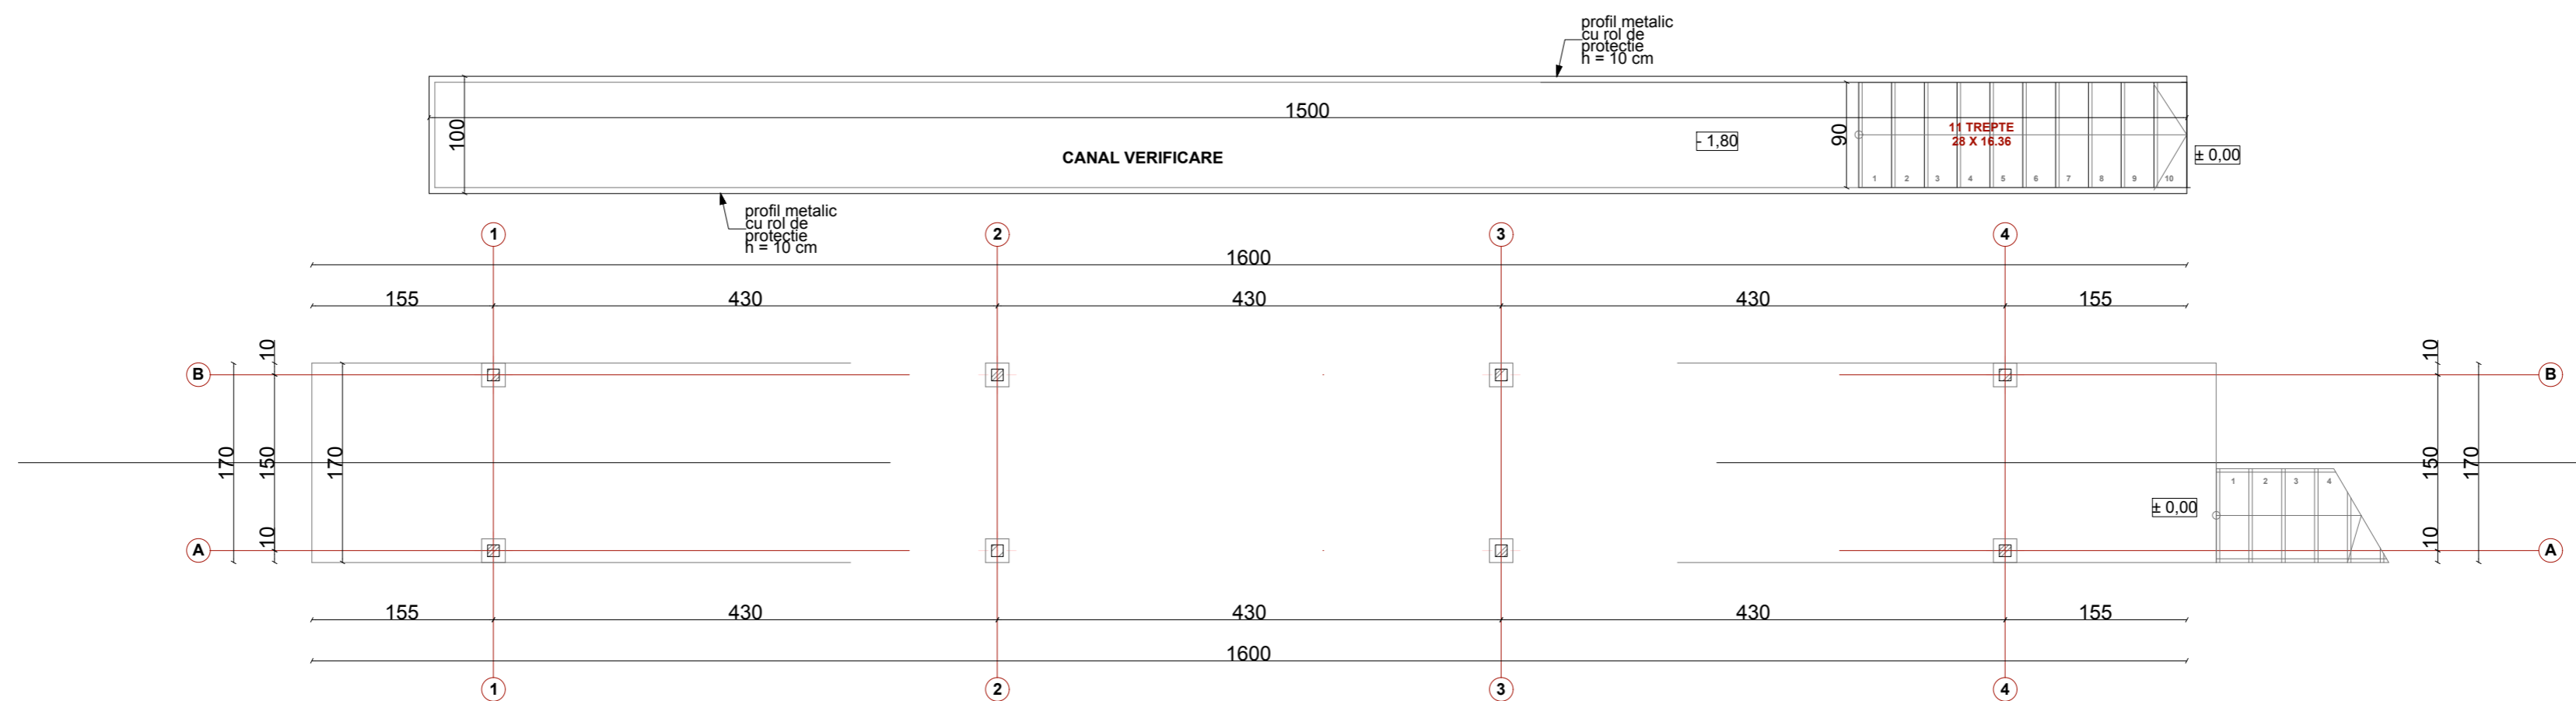 profil metalic
cu rol de
protectie
h = 10 cm
1500
100
CANAL VERIFICARE
- 1,80
90
11 TREPTE
28 X 16.36
± 0,00
1 2 3 4 5 6 7 8 9 10
profil metalic
cu rol de
protectie
h = 10 cm
1 2 3 4
1600
155 430 430 430 155
10 10
B B
170 150 170 150 170
1 2 3 4
± 0,00
10 10
A A
155 430 430 430 155
1600
1 2 3 4